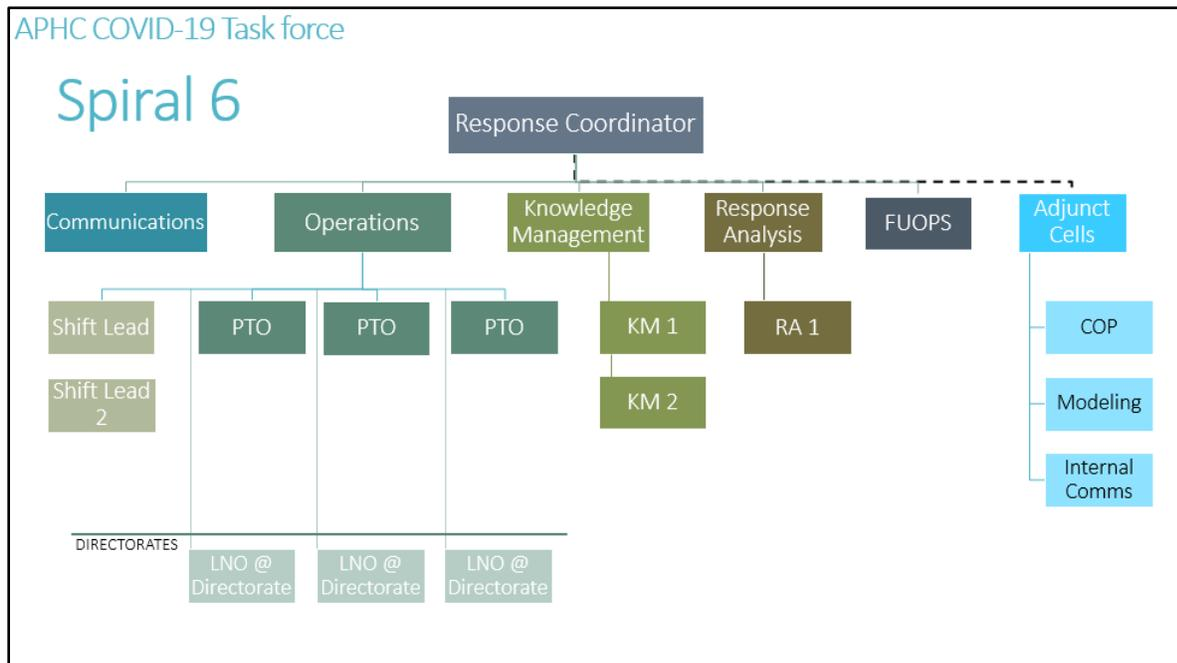 APHC COVID-19 Task force
Spiral 6
Response Coordinator
Communications
Operations
Knowledge
Management
Response
Analysis
FUOPS
Adjunct
Cells
Shift Lead
PTO
PTO
PTO
KM 1
RA 1
COP
Shift Lead
2
KM 2
Modeling
Internal
Comms
DIRECTORATES
LNO @
Directorate
LNO @
Directorate
LNO @
Directorate